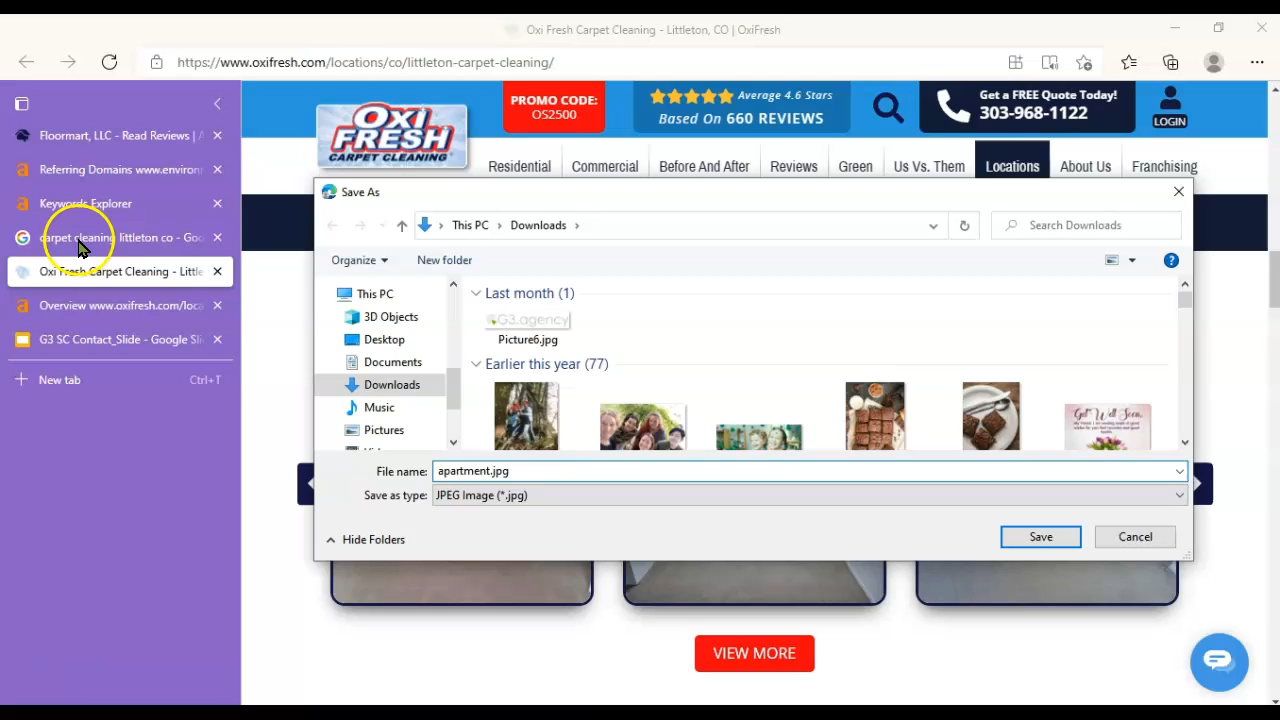 Oxi Fresh Carpet Cleaning - Littleton, CO | OxiFresh
https://www.oxifresh.com/locations/co/littleton-carpet-cleaning/
Floormart, LLC - Read Reviews |
Referring Domains www.environ
Keywords Explorer
carpet cleaning littleton co - Goo
Oxi Fresh Carpet Cleaning - Little
Overview www.oxifresh.com/loca
G3 SC Contact_Slide - Google Sli
New tab Ctrl+T
PROMO CODE:
OS2500
Average 4.6 Stars
Based On 660 REVIEWS
Get a FREE Quote Today!
303-968-1122
LOGIN
OXI
FRESH
CARPET CLEANING
Residential Commercial Before And After Reviews Green Us Vs. Them Locations About Us Franchising
Save As
This PC > Downloads >
Search Downloads
Organize New folder
This PC
3D Objects
Desktop
Documents
Downloads
Music
Pictures
Last month (1)
G3.agency
Picture6.jpg
Earlier this year (77)
Get Well Soon,
File name: apartment.jpg
Save as type: JPEG Image (*.jpg)
Hide Folders
Save Cancel
VIEW MORE